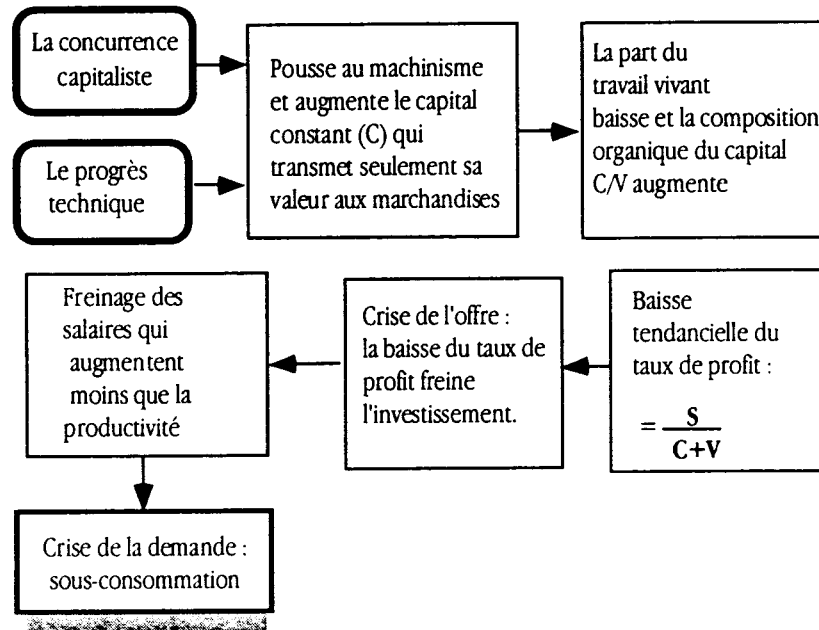 La concurrence
capitaliste
Le progrès
technique
Pousse au machinisme
et augmente le capital
constant (C) qui
transmet seulement sa
valeur aux marchandises
La part du
travail vivant
baisse et la composition
organique du capital
C/V augmente
Baisse
tendancielle du
taux de profit :
= S
C+V
Crise de l'offre :
la baisse du taux de
profit freine
l'investissement.
Freinage des
salaires qui
augmentent
moins que la
productivité
Crise de la demande :
sous-consommation